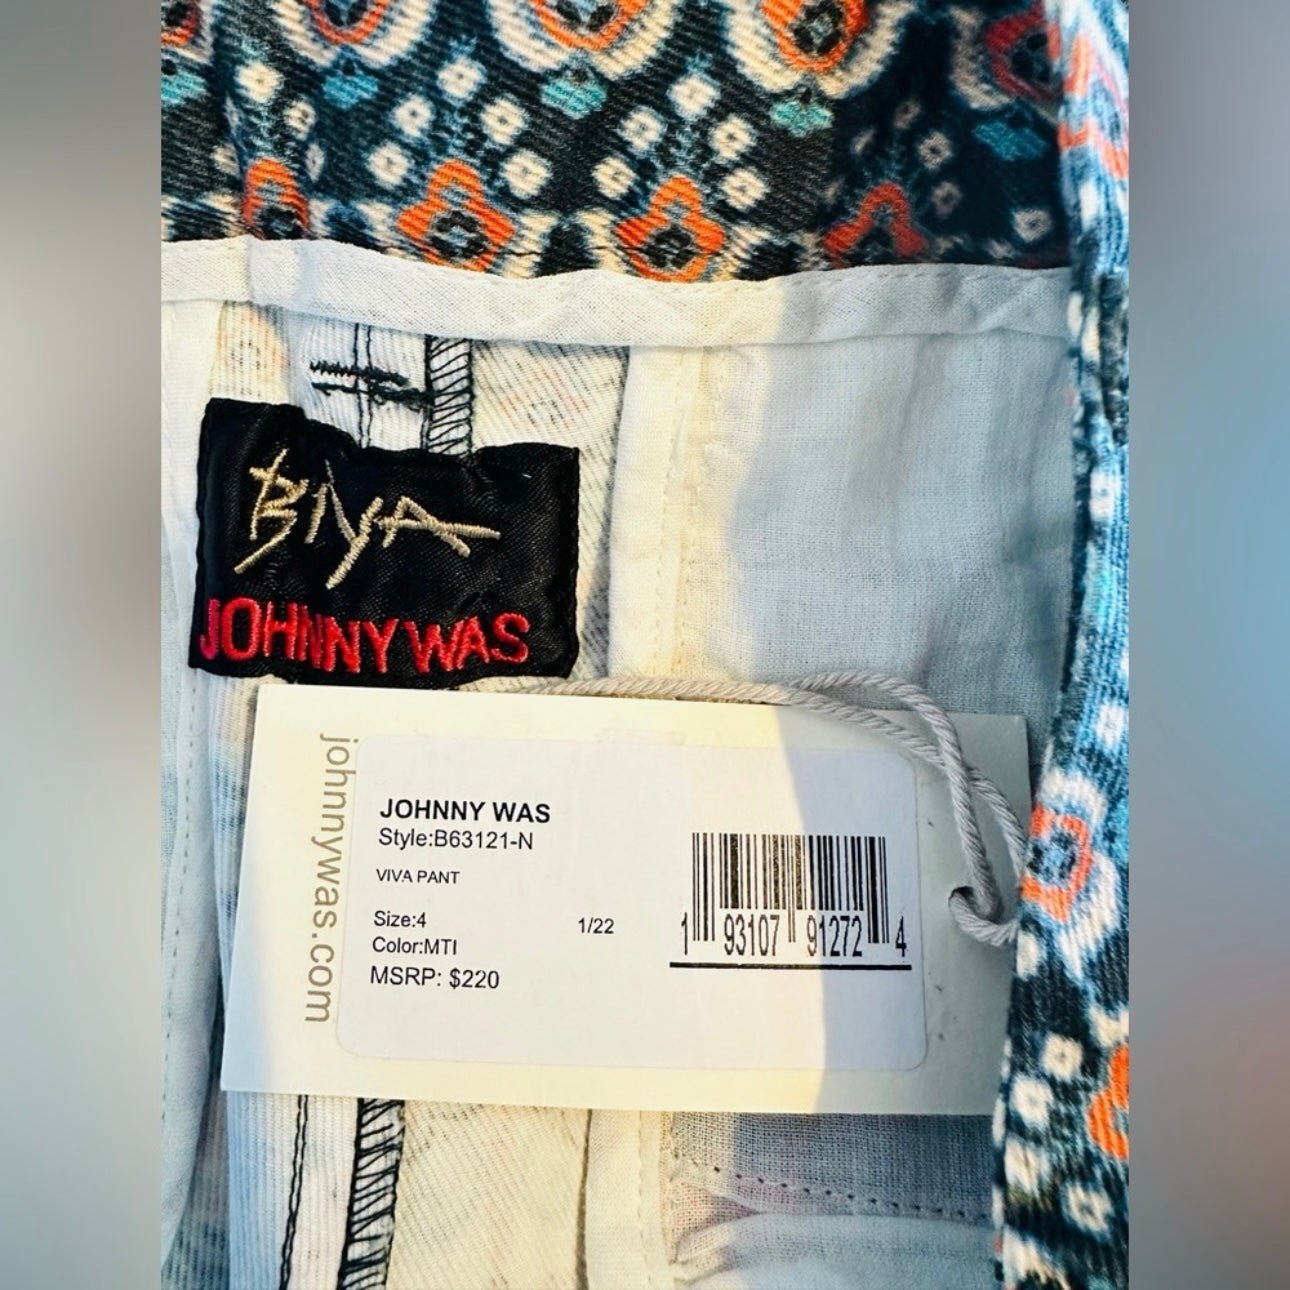 BIYA
JOHNNY WAS
johnnywas.com
JOHNNY WAS
Style:B63121-N
VIVA PANT
Size:4 1/22
Color:MTI
MSRP: $220
1 93107 91272 4